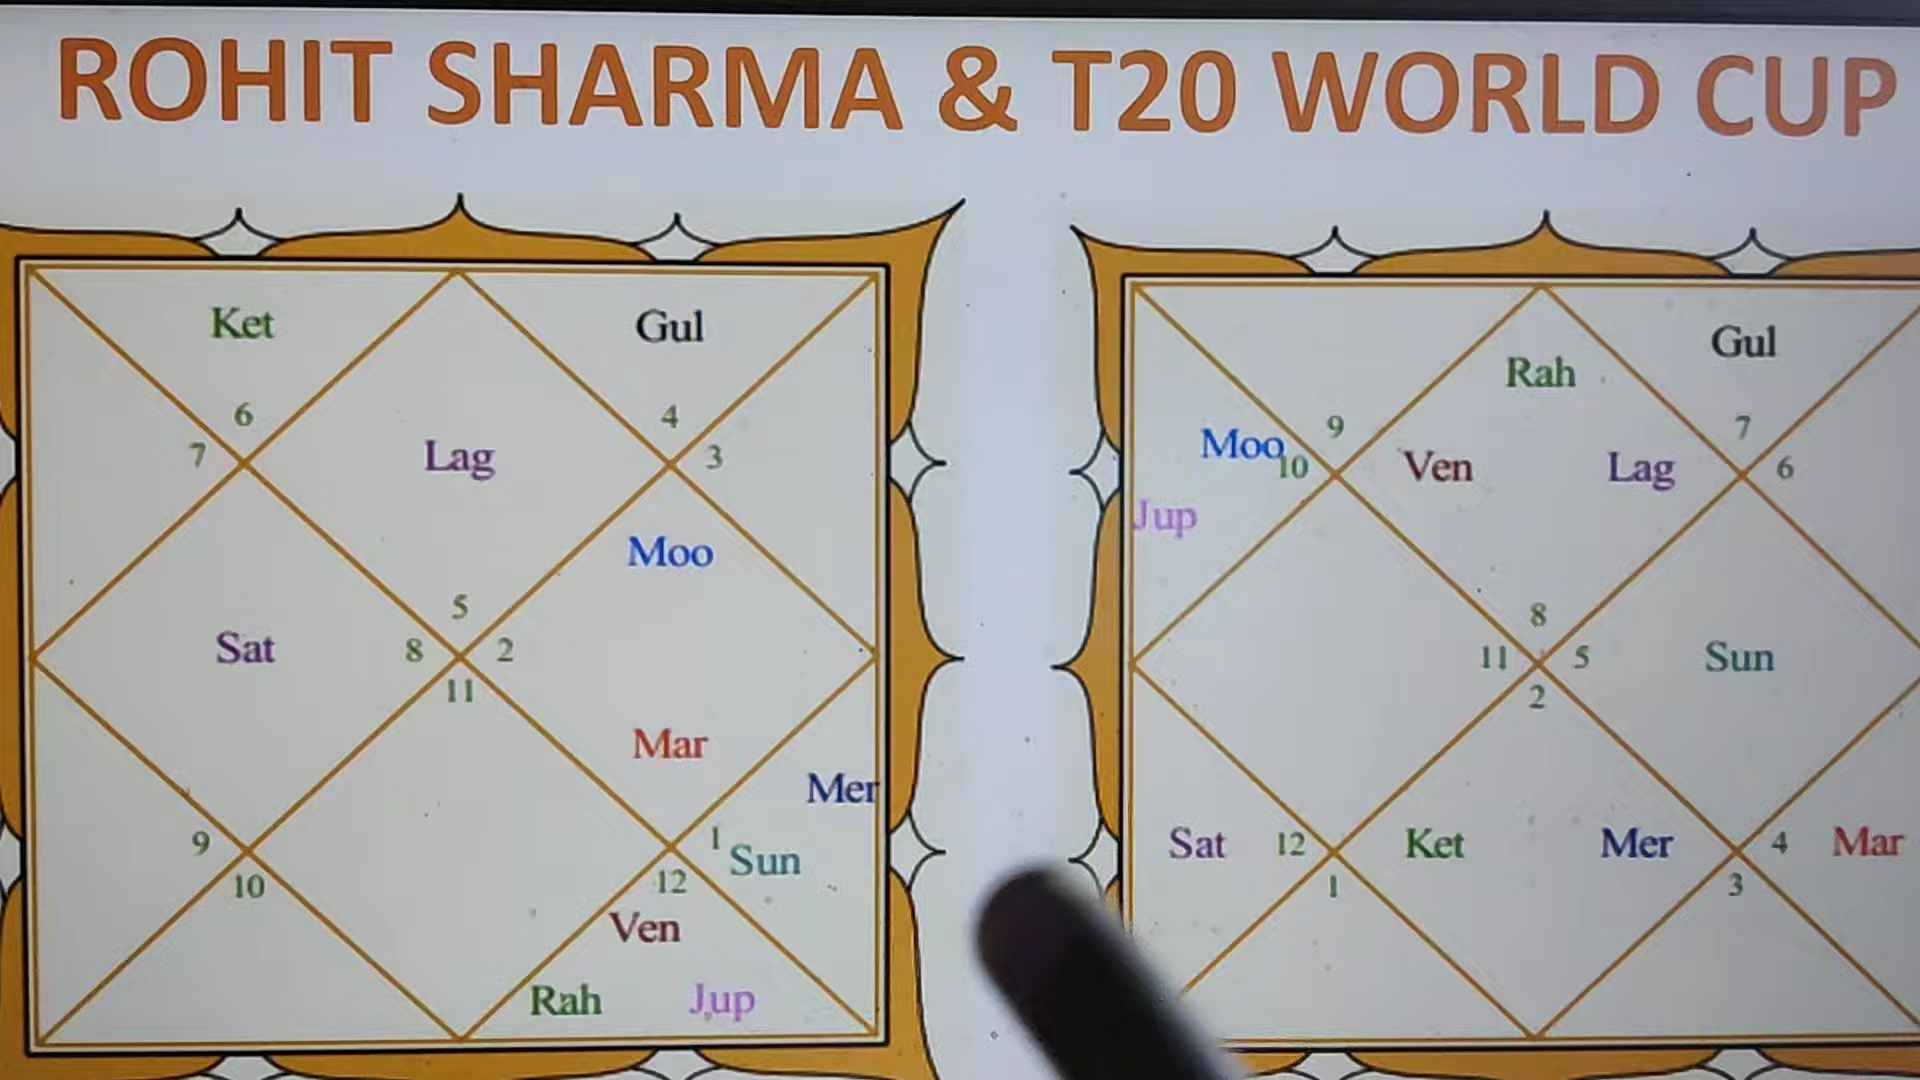 ROHIT SHARMA & T20 WORLD CUP
Ket
Gul
6
4
7
3
Lag
Moo
5
Sat
8
2
11
Mar
Mer
9
1
Sun
10
12
Ven
Rah
Jup
Rah
Gul
Moo
9
7
10
Ven
Lag
6
Jup
8
11
5
Sun
2
Sat
12
Ket
Mer
4
Mar
1
3